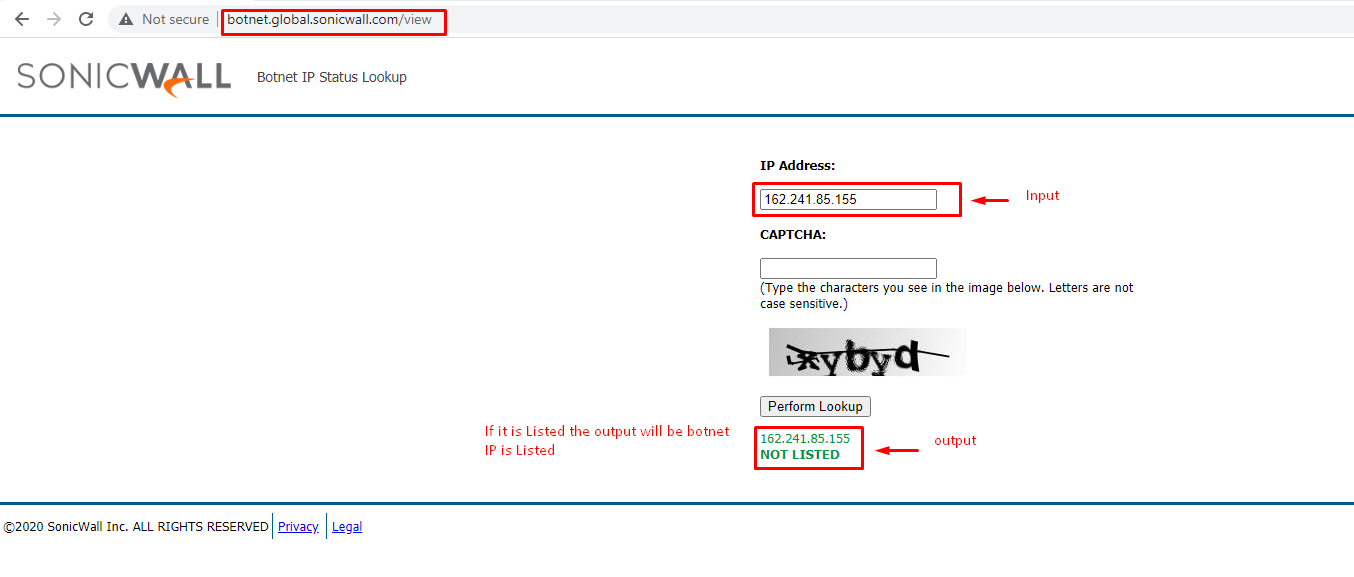 Not secure | botnet.global.sonicwall.com/view
SONICWALL Botnet IP Status Lookup
IP Address:
162.241.85.155
Input
CAPTCHA:
(Type the characters you see in the image below. Letters are not
case sensitive.)
Perform Lookup
If it is Listed the output will be botnet
IP is Listed
162.241.85.155
NOT LISTED
output
©2020 SonicWall Inc. ALL RIGHTS RESERVED | Privacy | Legal